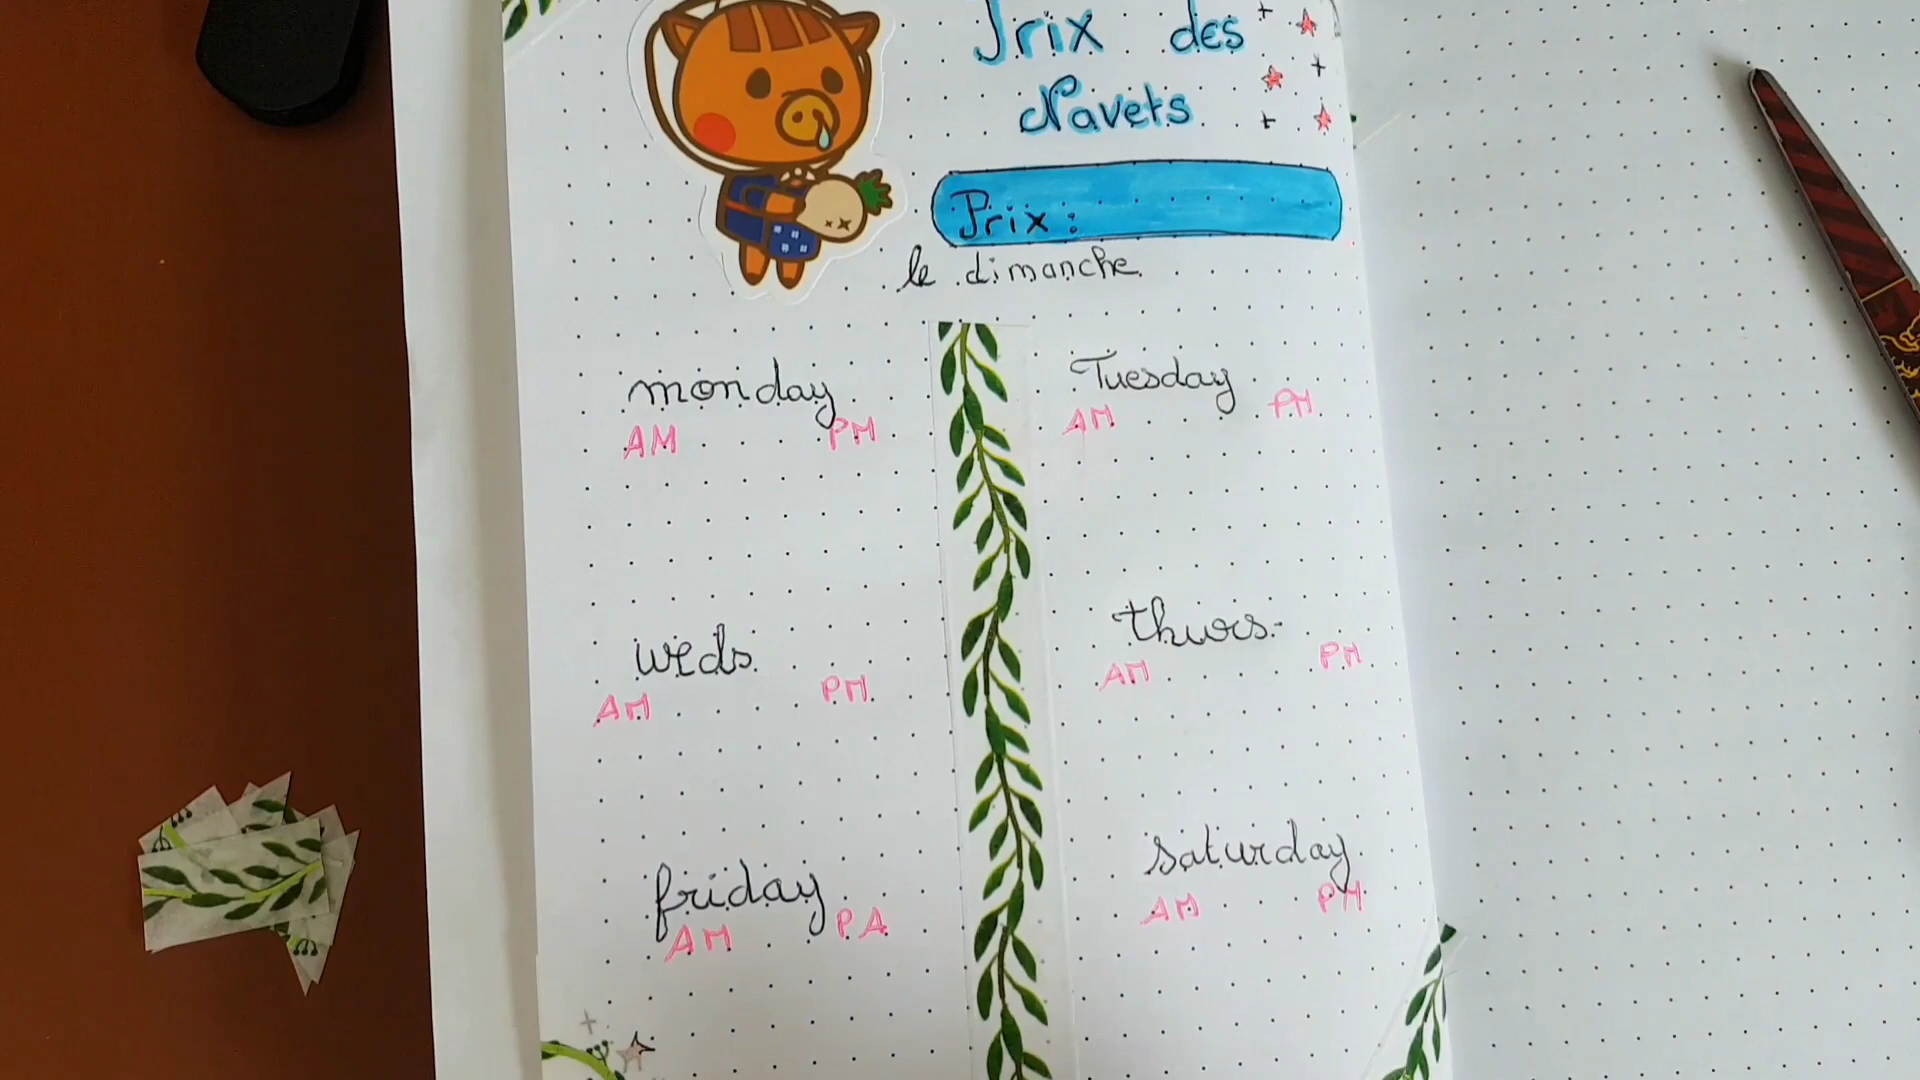 Prix des
Navets
Prix :
le dimanche
monday
AM PM
Tuesday
AM PM
weds.
AM PM
thurs.
AM PM
friday
AM PA
saturday
AM PM